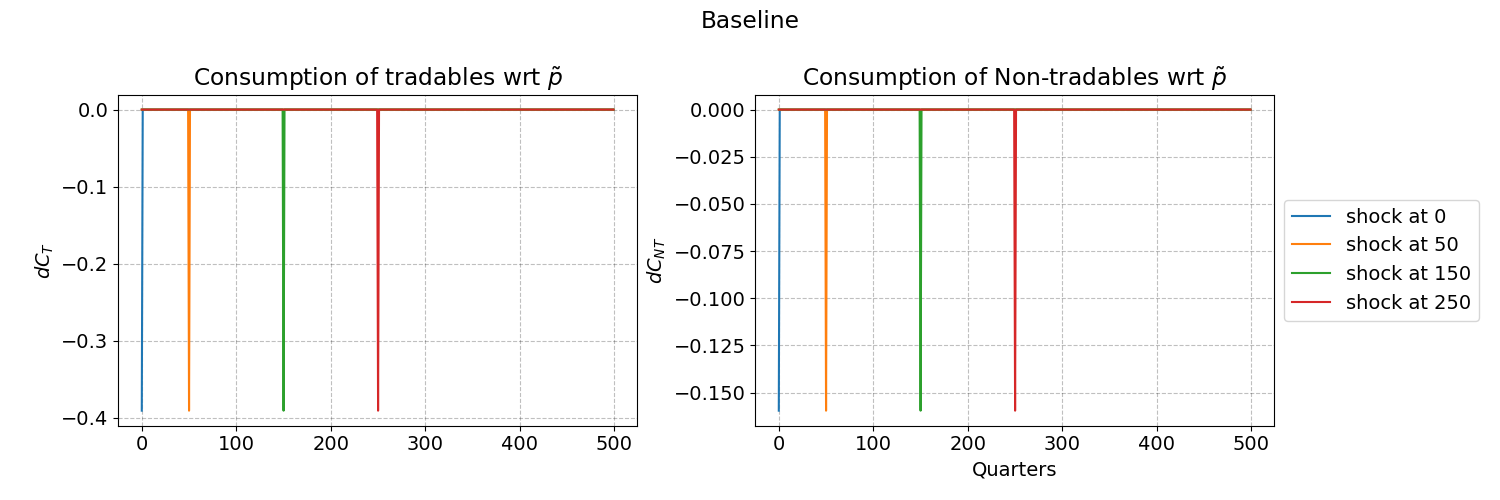 Baseline
Consumption of tradables wrt p̃
0.0
−0.1
−0.2
−0.3
−0.4
dC_T
0
100
200
300
400
500
Consumption of Non-tradables wrt p̃
0.000
−0.025
−0.050
−0.075
−0.100
−0.125
−0.150
dC_{NT}
0
100
200
300
400
500
Quarters
shock at 0
shock at 50
shock at 150
shock at 250